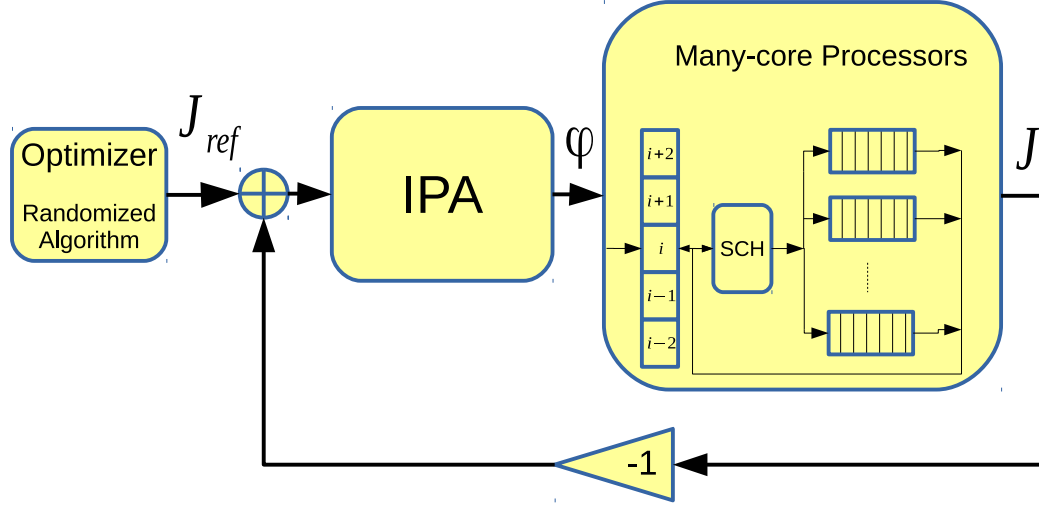 Optimizer
Randomized
Algorithm
J ref
IPA
φ
Many-core Processors
i+2
i+1
i
i−1
i−2
SCH
J
-1